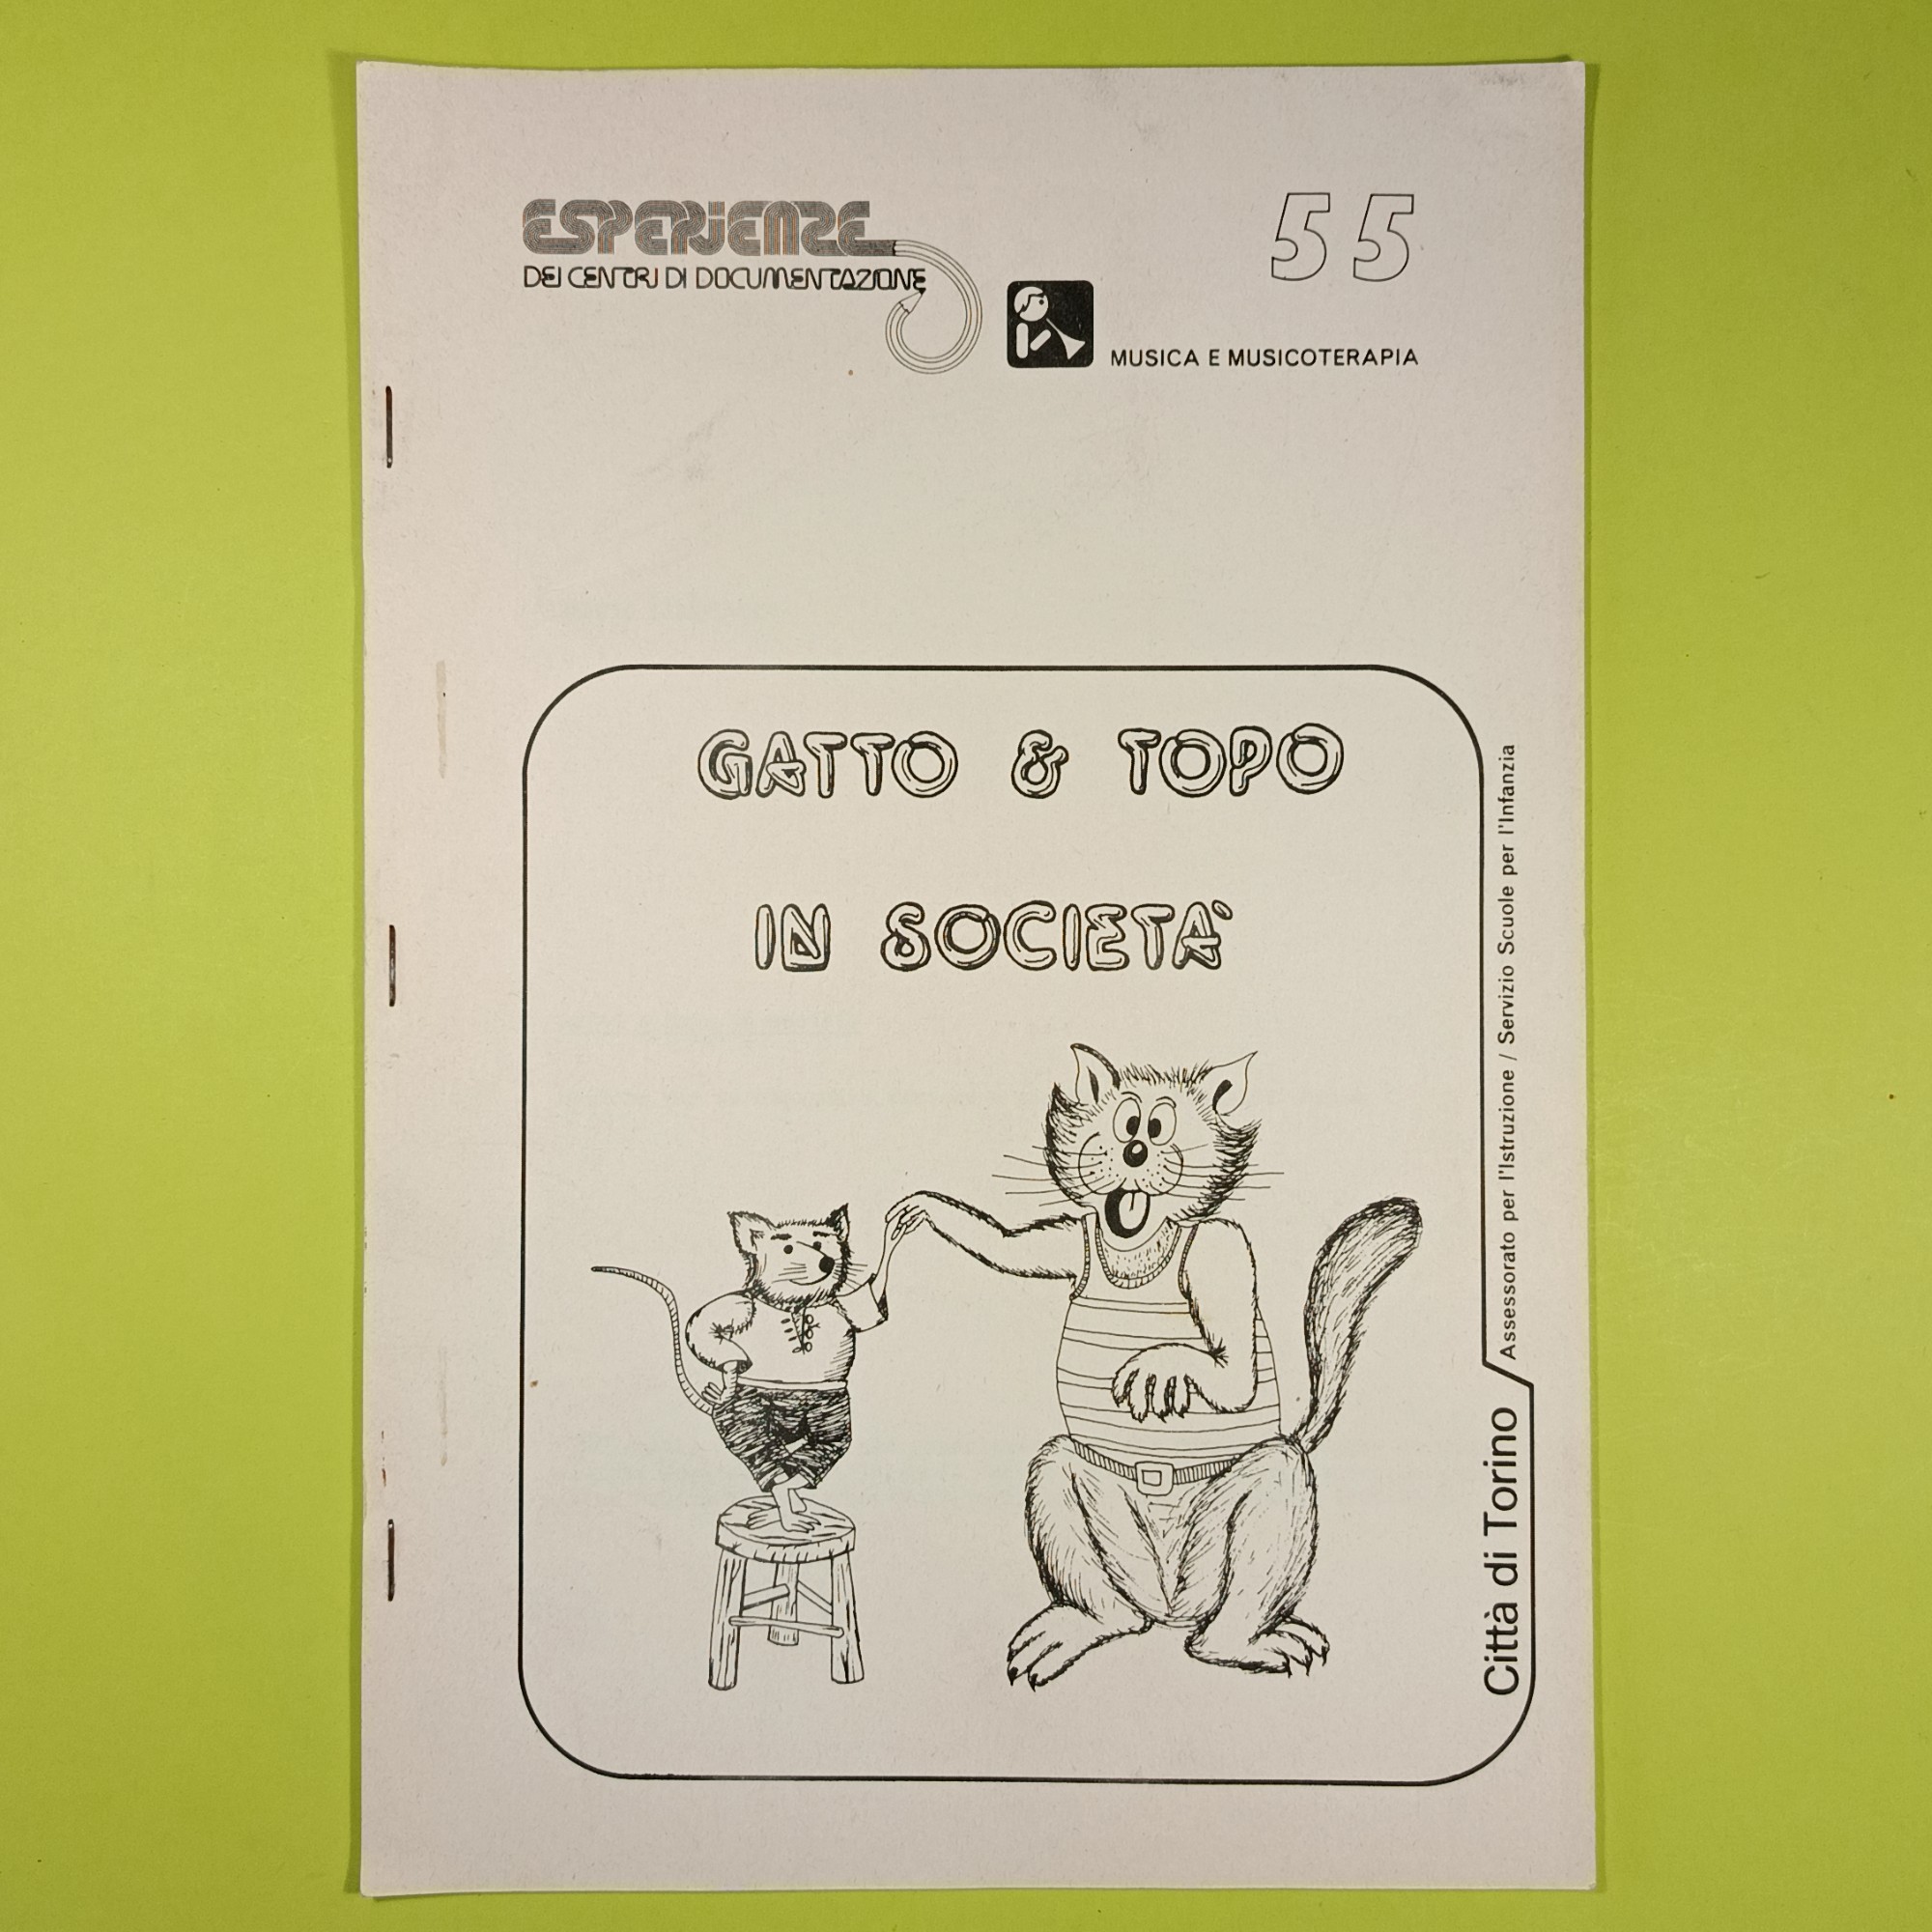 ESPERIENZE
DEI CENTRI DI DOCUMENTAZIONE
55
MUSICA E MUSICOTERAPIA
GATTO & TOPO
IN SOCIETÀ
Assessorato per l'Istruzione / Servizio Scuole per l'Infanzia
Città di Torino